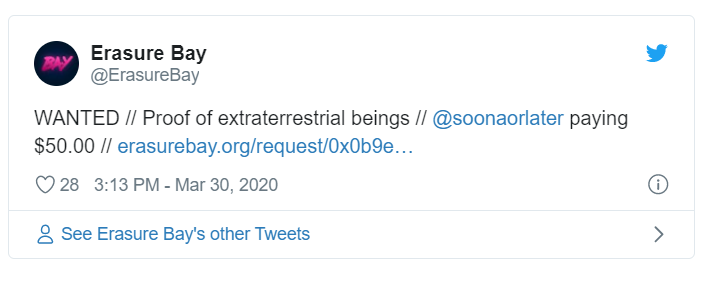 BAY
Erasure Bay
@ErasureBay
WANTED // Proof of extraterrestrial beings // @soonaorlater paying
$50.00 // erasurebay.org/request/0x0b9e…
28 3:13 PM - Mar 30, 2020
See Erasure Bay's other Tweets